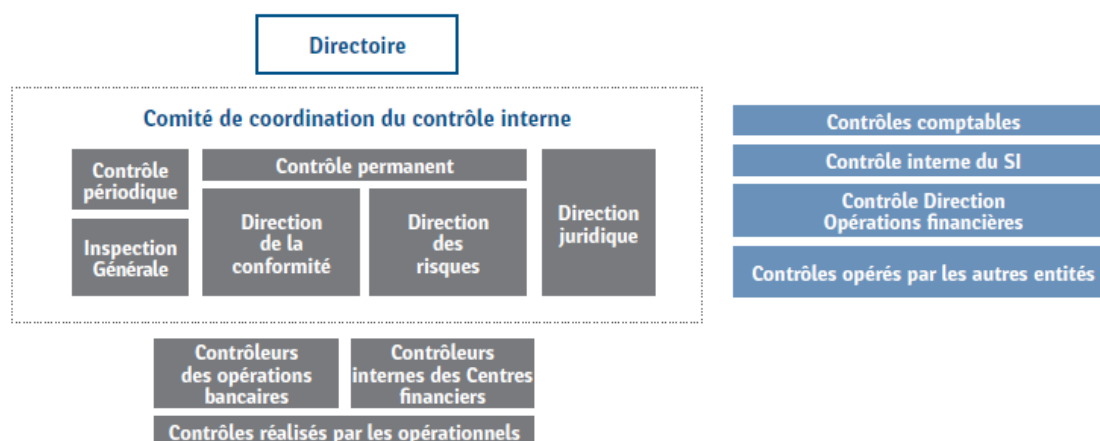 Directoire
Comité de coordination du contrôle interne
Contrôle
périodique
Inspection
Générale
Contrôle permanent
Direction
de la
conformité
Direction
des
risques
Direction
juridique
Contrôles comptables
Contrôle interne du SI
Contrôle Direction
Opérations financières
Contrôles opérés par les autres entités
Contrôleurs
des opérations
bancaires
Contrôleurs
internes des Centres
financiers
Contrôles réalisés par les opérationnels